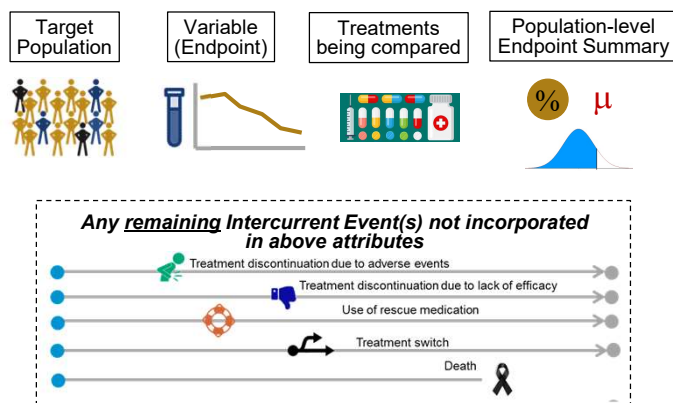 Target
Population
Variable
(Endpoint)
Treatments
being compared
Population-level
Endpoint Summary
%
μ
Any remaining Intercurrent Event(s) not incorporated
in above attributes
Treatment discontinuation due to adverse events
Treatment discontinuation due to lack of efficacy
Use of rescue medication
Treatment switch
Death